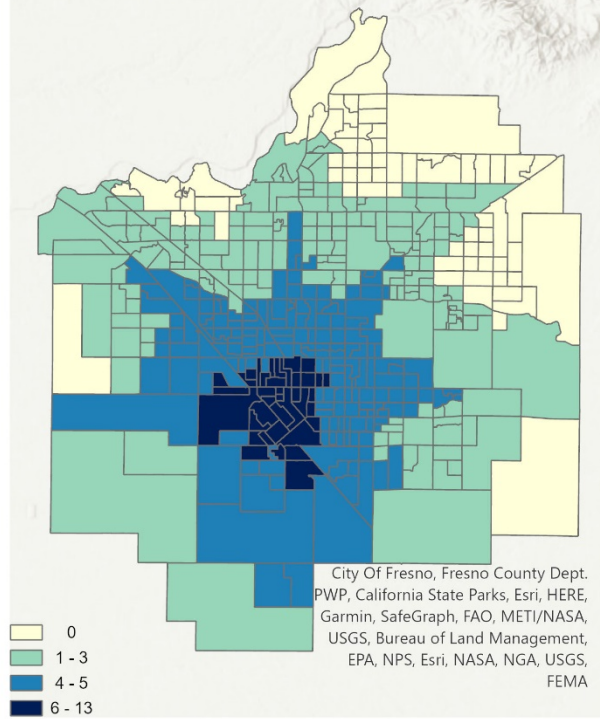 City Of Fresno, Fresno County Dept.
PWP, California State Parks, Esri, HERE,
Garmin, SafeGraph, FAO, METI/NASA,
USGS, Bureau of Land Management,
EPA, NPS, Esri, NASA, NGA, USGS,
FEMA
0
1 - 3
4 - 5
6 - 13